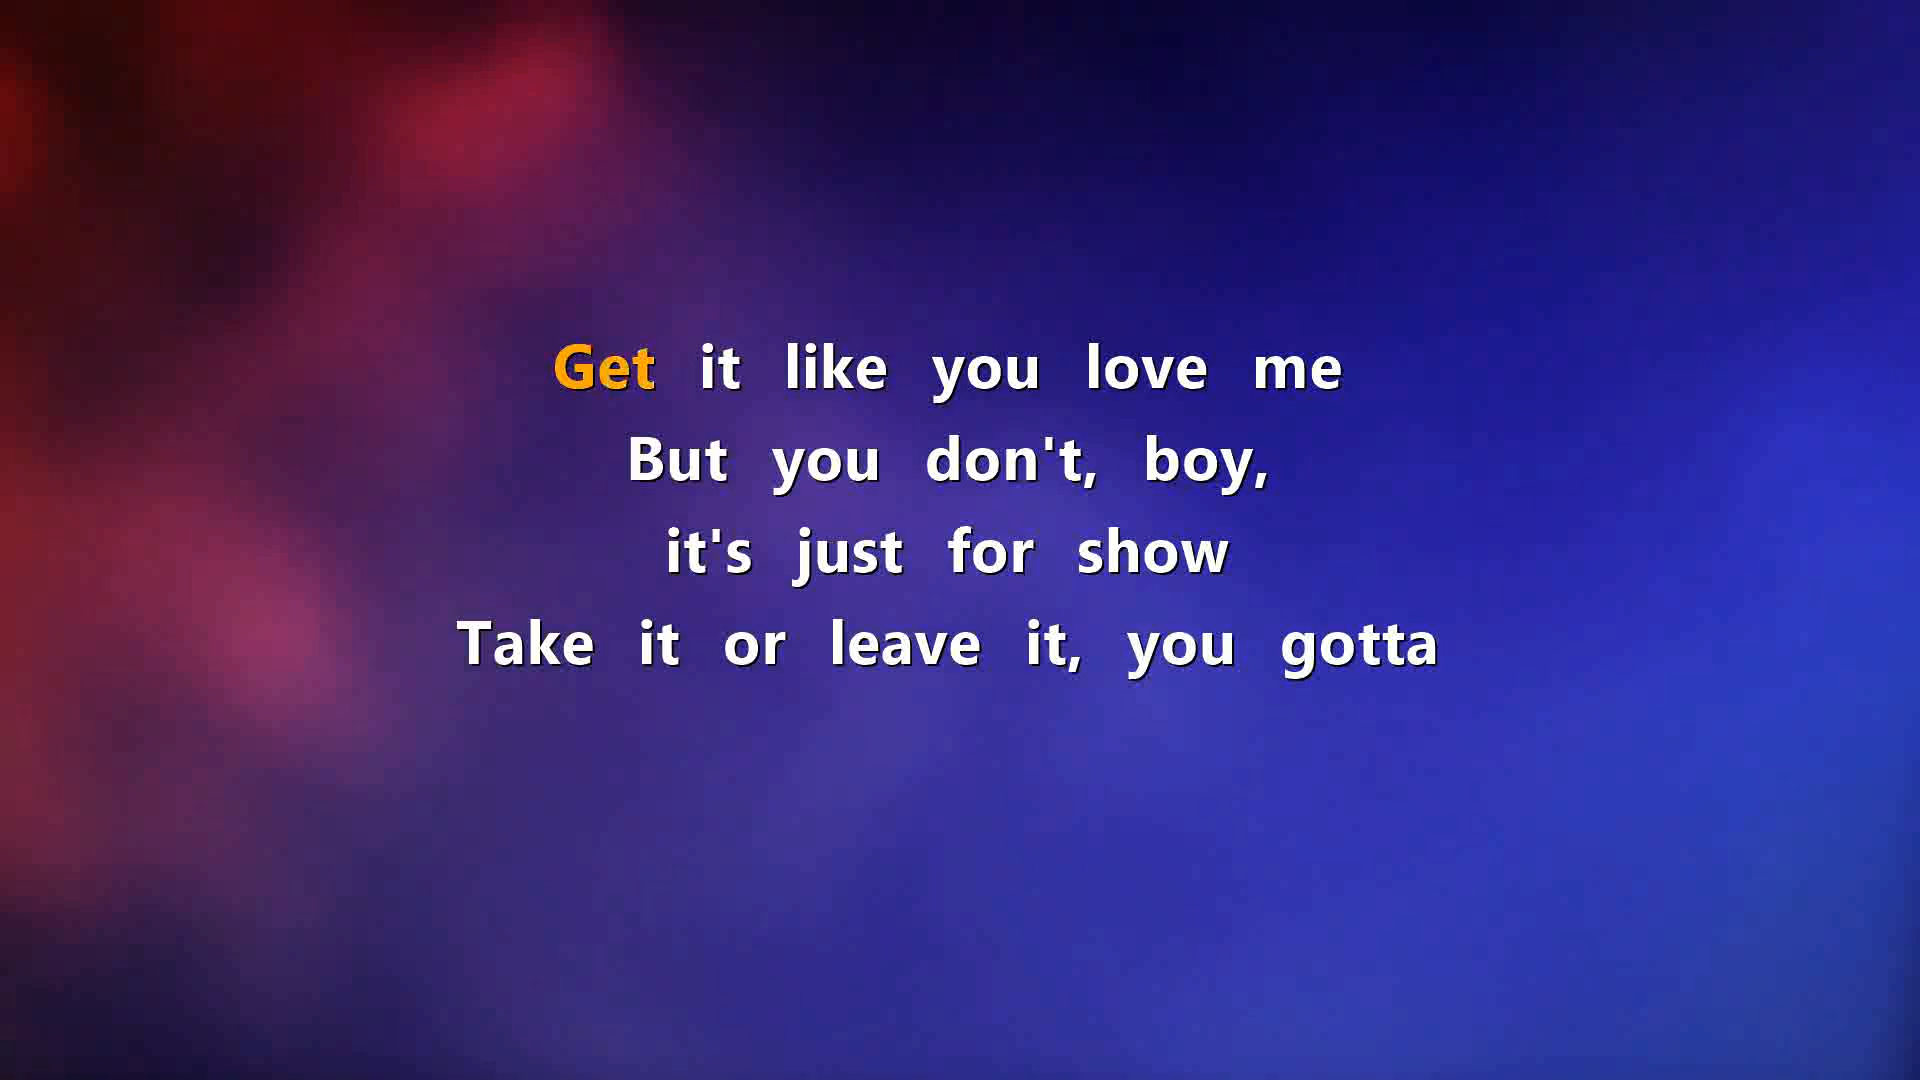 Get it like you love me
But you don't, boy,
it's just for show
Take it or leave it, you gotta